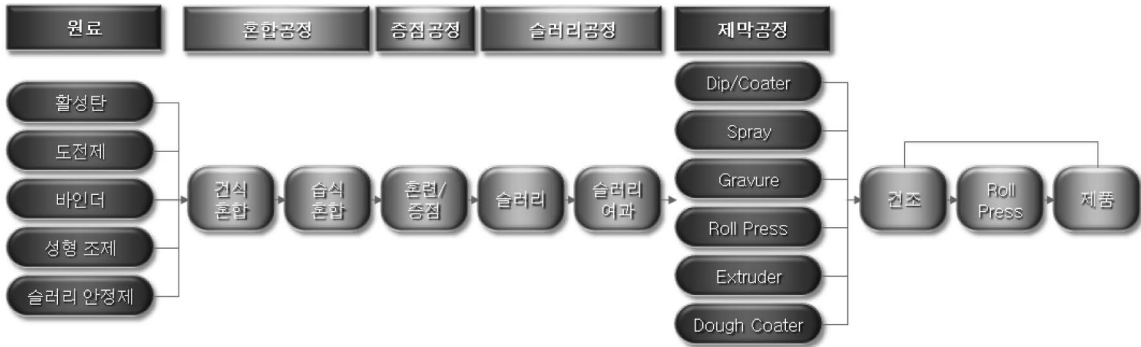 원료
혼합공정
증점공정
슬러리공정
제막공정
활성탄
도전제
바인더
성형 조제
슬러리 안정제
건식
혼합
습식
혼합
혼련/
증점
슬러리
슬러리
여과
Dip/Coater
Spray
Gravure
Roll Press
Extruder
Dough Coater
건조
Roll
Press
제품